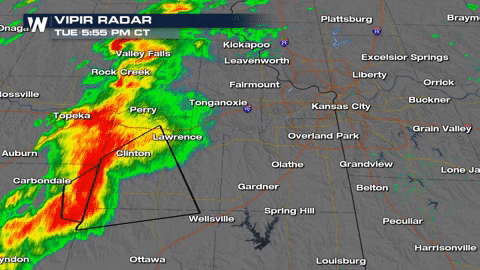 W VIPIR RADAR
TUE 5:55 PM CT
Plattsburg
Kickapoo
Valley Falls
Leavenworth
Excelsior Springs
Rock Creek
Liberty
Fairmount
Orrick
Tonganoxie
Buckner
Perry
Kansas City
Topeka
Grain Valley
Lawrence
Overland Park
Auburn
Clinton
Olathe
Grandview
Carbondale
Gardner
Belton
Wellsville
Spring Hill
Peculiar
Harrisonville
Ottawa
Louisburg